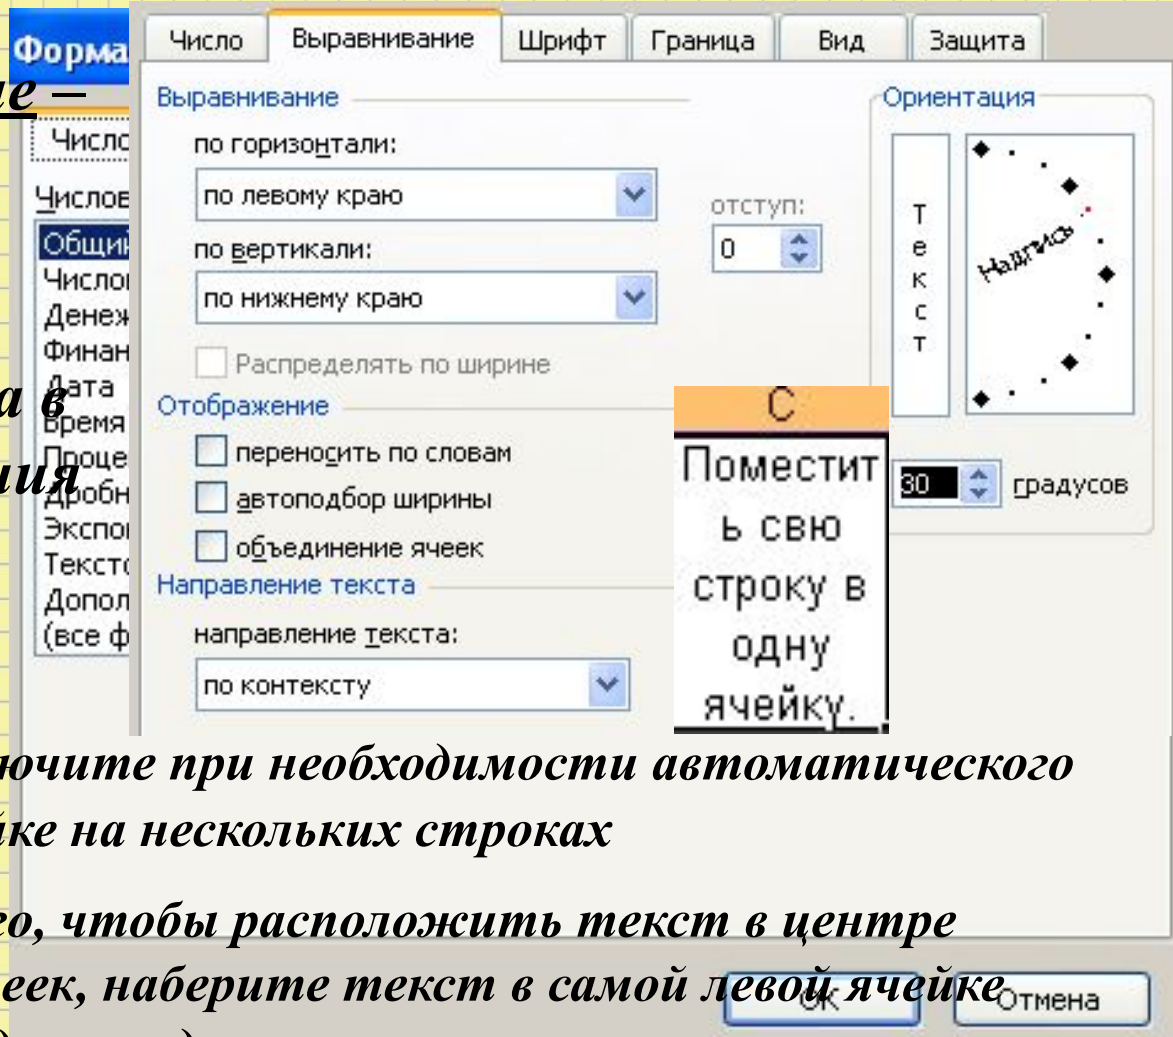 Форма
Число Выравнивание Шрифт Граница Вид Защита
Выравнивание
Ориентация
по горизонтали:
по левому краю
отступ:
0
по вертикали:
по нижнему краю
Распределять по ширине
Текст
Надпись
30 градусов
Отображение
переносить по словам
автоподбор ширины
объединение ячеек
Направление текста
направление текста:
по контексту
C
Поместит
ь свю
строку в
одну
ячейку.
е –
Число
Числов
Общий
Число
Денеж
Финан
Дата
Время
Проце
Дробн
Экспо
Тексто
Допол
(все ф
а в
ия
ючите при необходимости автоматического
йке на нескольких строках
го, чтобы расположить текст в центре
еек, наберите текст в самой левой ячейке
ОК Отмена